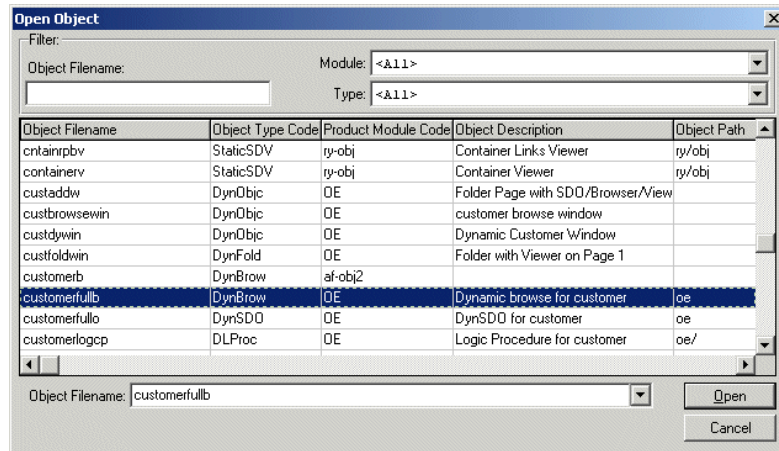 Open Object
Filter:
Object Filename:
Module: <All>
Type: <All>
Object Filename Object Type Code Product Module Code Object Description Object Path
cntainrpbv StaticSDV ry-obj Container Links Viewer ry/obj
containerv StaticSDV ry-obj Container Viewer ry/obj
custaddw DynObjc OE Folder Page with SDO/Browser/View
custbrowsewin DynObjc OE customer browse window
custdywin DynObjc OE Dynamic Customer Window
custfoldwin DynFold OE Folder with Viewer on Page 1
customerb DynBrow af-obj2
customerfullb DynBrow OE Dynamic browse for customer oe
customerfullo DynSDO OE DynSDO for customer oe
customerlogcp DLProc OE Logic Procedure for customer oe/
Object Filename: customerfullb
Open
Cancel